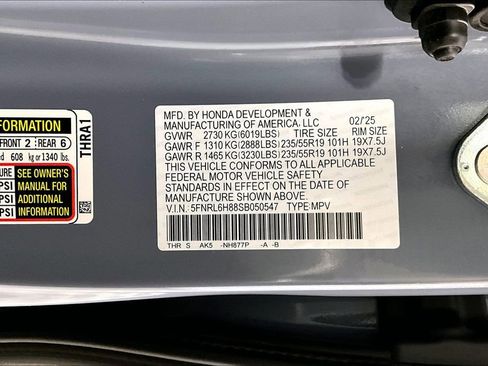 FORMATION
FRONT 2 : REAR 6
ed 608 kg or 1340 lbs.
URE SEE OWNER'S
PSI MANUAL FOR
PSI ADDITIONAL
PSI INFORMATION
THRA1
MFD. BY HONDA DEVELOPMENT & 02/25
MANUFACTURING OF AMERICA, LLC
GVWR 2730 KG (6019LBS) TIRE SIZE RIM SIZE
GAWR F 1310 KG (2888LBS) 235/55R19 101H 19X7.5J
GAWR R 1465 KG (3230LBS) 235/55R19 101H 19X7.5J
THIS VEHICLE CONFORMS TO ALL APPLICABLE
FEDERAL MOTOR VEHICLE SAFETY
STANDARDS IN EFFECT ON THE DATE OF
MANUFACTURE SHOWN ABOVE.
V.I.N. 5FNRL6H88SB050547 TYPE: MPV
THR S AK5 -NH877P -A -B